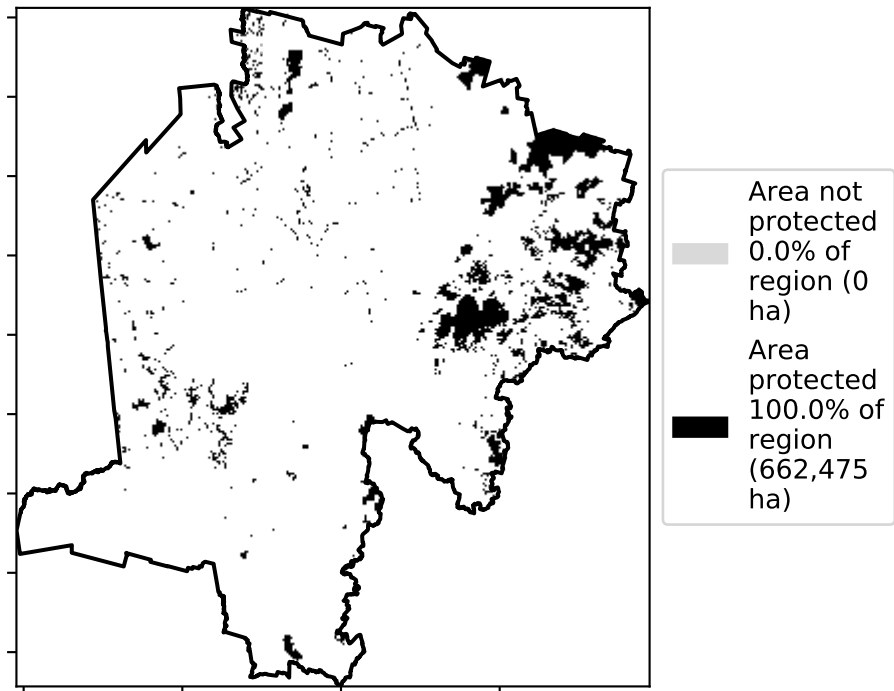 Area not
protected
0.0% of
region (0
ha)
Area
protected
100.0% of
region
(662,475
ha)